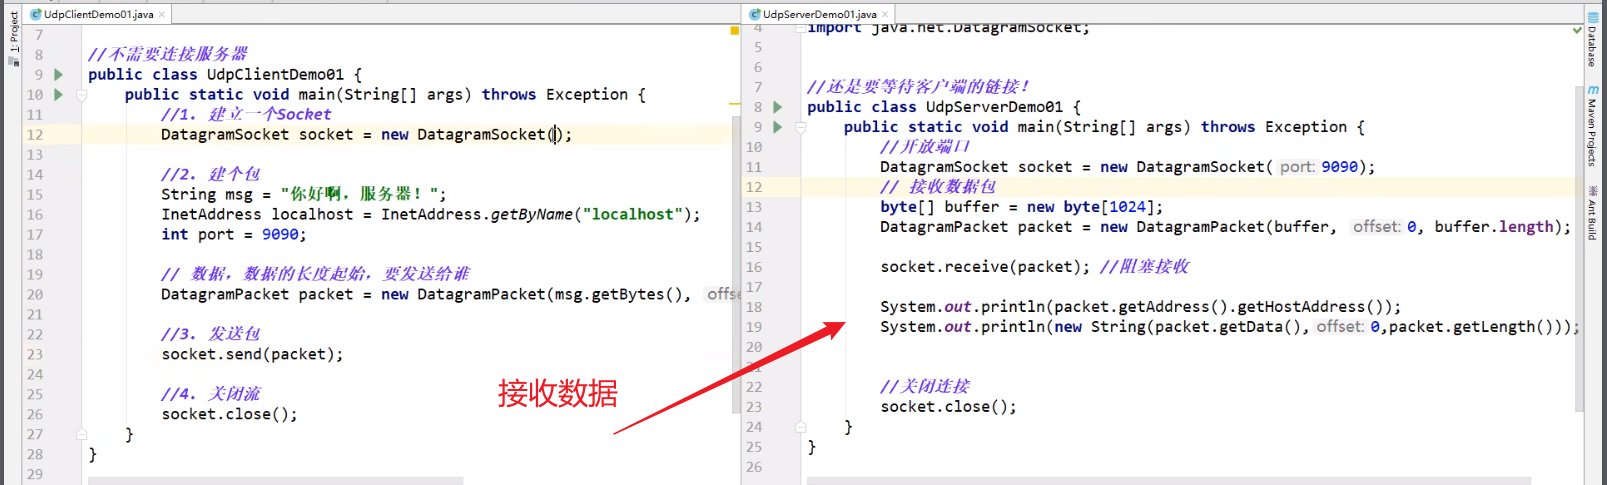 1: Project
UdpClientDemo01.java
7
8 //不需要连接服务器
9 public class UdpClientDemo01 {
10 public static void main(String[] args) throws Exception {
11 //1. 建立一个Socket
12 DatagramSocket socket = new DatagramSocket();
13
14 //2. 建个包
15 String msg = "你好啊，服务器！";
16 InetAddress localhost = InetAddress.getByName("localhost");
17 int port = 9090;
18
19 // 数据，数据的长度起始，要发送给谁
20 DatagramPacket packet = new DatagramPacket(msg.getBytes(), offse
21
22 //3. 发送包
23 socket.send(packet);
24
25 //4. 关闭流
26 socket.close();
27 }
28 }
29
接收数据
UdpServerDemo01.java
4 import java.net.DatagramSocket;
5
6
7 //还是要等待客户端的链接！
8 public class UdpServerDemo01 {
9 public static void main(String[] args) throws Exception {
10 //开放端口
11 DatagramSocket socket = new DatagramSocket( port: 9090);
12 // 接收数据包
13 byte[] buffer = new byte[1024];
14 DatagramPacket packet = new DatagramPacket(buffer, offset: 0, buffer.length);
15
16 socket.receive(packet); //阻塞接收
17
18 System.out.println(packet.getAddress().getHostAddress());
19 System.out.println(new String(packet.getData(), offset: 0,packet.getLength()));
20
21
22 //关闭连接
23 socket.close();
24 }
25 }
26
Database
Maven Projects
Ant Build